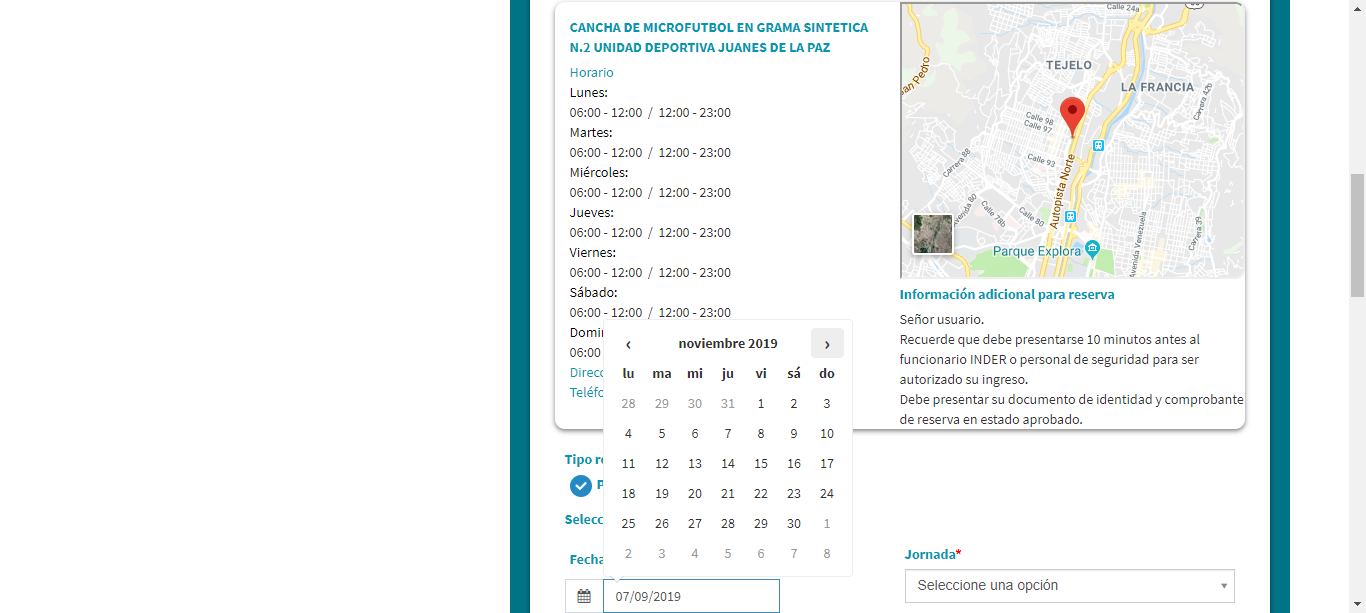 CANCHA DE MICROFUTBOL EN GRAMA SINTETICA
N.2 UNIDAD DEPORTIVA JUANES DE LA PAZ
Horario
Lunes:
06:00 - 12:00 / 12:00 - 23:00
Martes:
06:00 - 12:00 / 12:00 - 23:00
Miércoles:
06:00 - 12:00 / 12:00 - 23:00
Jueves:
06:00 - 12:00 / 12:00 - 23:00
Viernes:
06:00 - 12:00 / 12:00 - 23:00
Sábado:
06:00 - 12:00 / 12:00 - 23:00
Domin
06:00
Direcc
Teléfo
Calle 24a
San Pedro
TEJELO
LA FRANCIA
Carrera 42b
Calle 98
Calle 97
Carrera 88
Calle 93
Autopista Norte
Avenida 80
Calle 78b
Calle 80
Avenida Venezuela
Carrera 39
Parque Explora
Información adicional para reserva
Señor usuario.
Recuerde que debe presentarse 10 minutos antes al
funcionario INDER o personal de seguridad para ser
autorizado su ingreso.
Debe presentar su documento de identidad y comprobante
de reserva en estado aprobado.
‹ noviembre 2019 ›
lu ma mi ju vi sá do
28 29 30 31 1 2 3
4 5 6 7 8 9 10
11 12 13 14 15 16 17
18 19 20 21 22 23 24
25 26 27 28 29 30 1
2 3 4 5 6 7 8
Tipo re
P
Selecc
Fecha
07/09/2019
Jornada*
Seleccione una opción